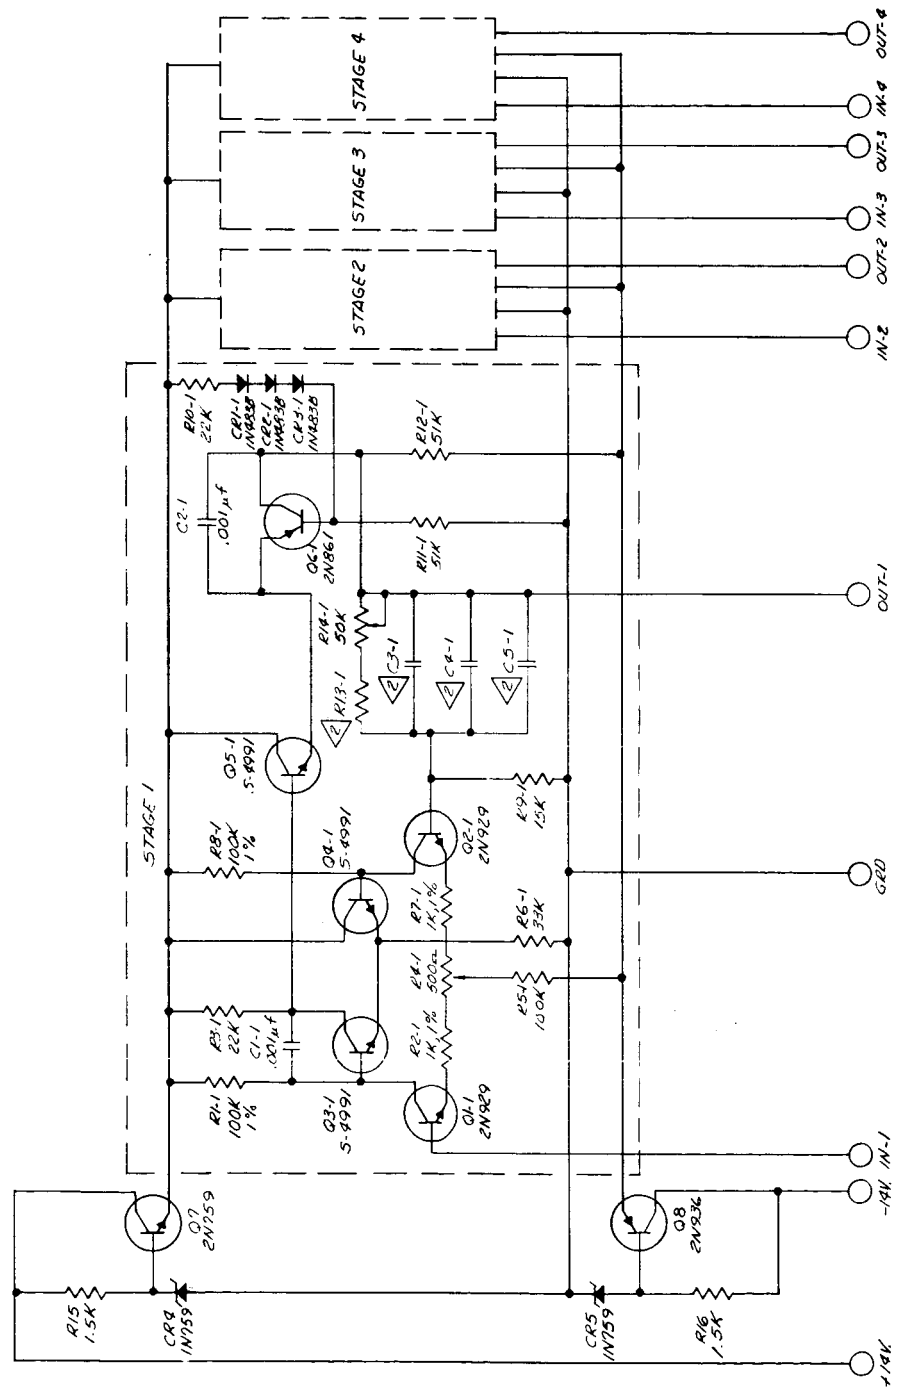 STAGE 4
STAGE 3
STAGE 2
STAGE 1
OUT-4
IN-4
OUT-3
IN-3
OUT-2
IN-2
OUT-1
GRD
IN-1
-14V.
+14V.
R10-1
22K
CR1-1
1N483B
CR2-1
1N483B
CR3-1
1N483B
C2-1
.001µf
Q6-1
2N861
R12-1
51K
R11-1
51K
R14-1
50K
2
R13-1
2
C3-1
2
C4-1
2
C5-1
Q5-1
S-4991
R8-1
100K
1%
Q4-1
S-4991
Q2-1
2N929
R9-1
15K
R7-1
1K,1%
R6-1
33K
R4-1
500Ω
R5-1
100K
R3-1
22K
C1-1
.001µf
R2-1
1K,1%
R1-1
100K
1%
Q3-1
S-4991
Q1-1
2N929
Q7
2N759
Q8
2N936
R15
1.5K
CR4
1N759
CR5
1N759
R16
1.5K